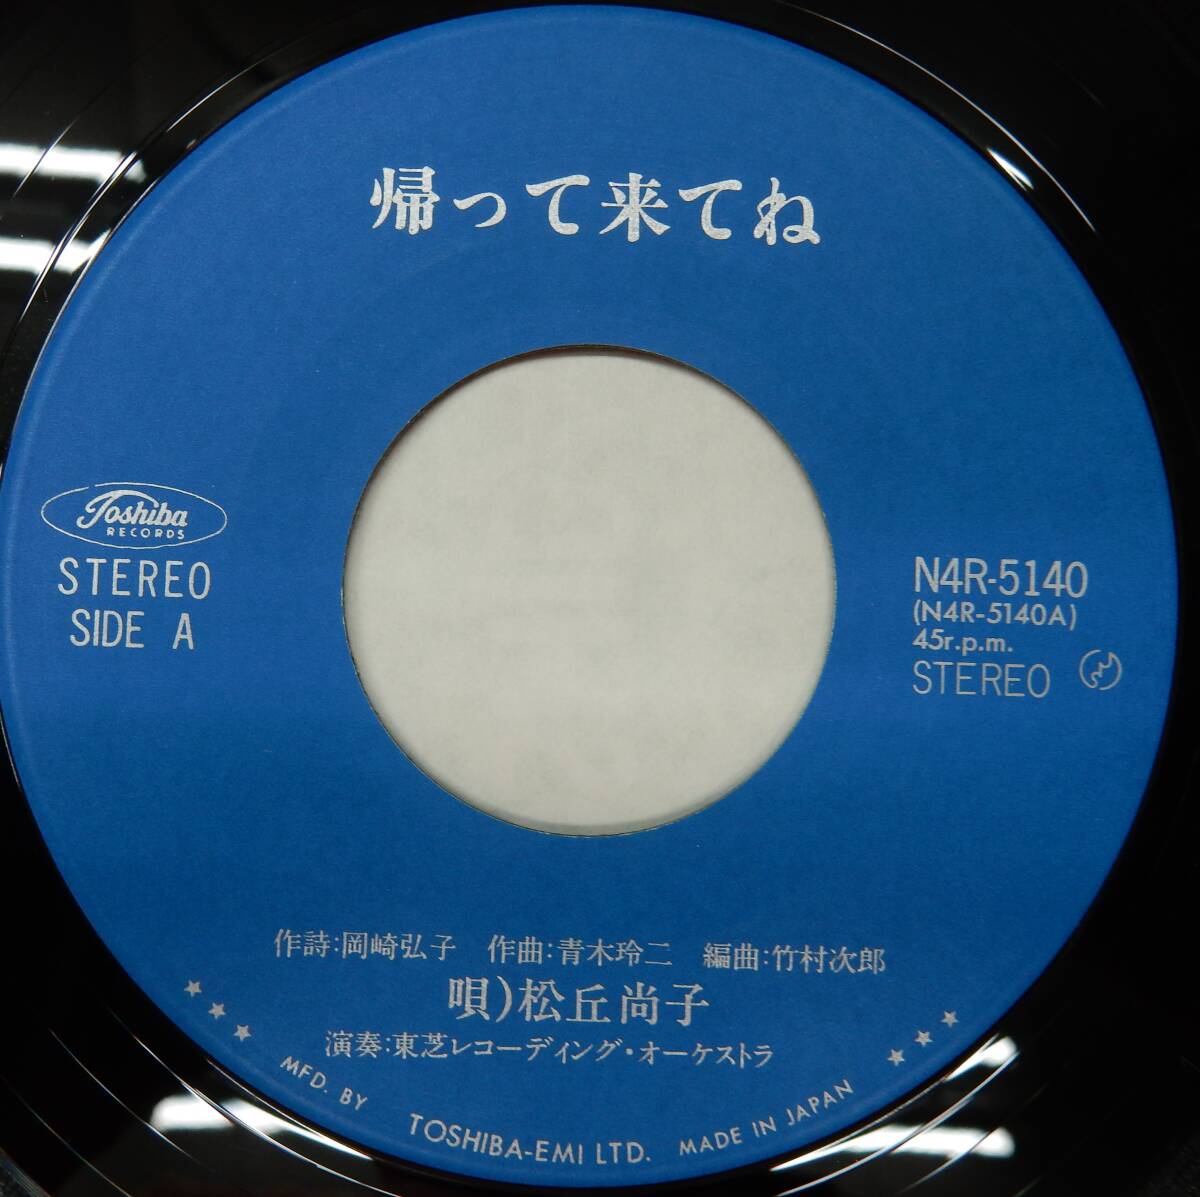 帰って来てね
Toshiba
RECORDS
STEREO
SIDE A
N4R-5140
(N4R-5140A)
45r.p.m.
STEREO
作詩:岡崎弘子 作曲:青木玲二 編曲:竹村次郎
唄)松丘尚子
演奏:東芝レコーディング・オーケストラ
MFD. BY TOSHIBA-EMI LTD. MADE IN JAPAN